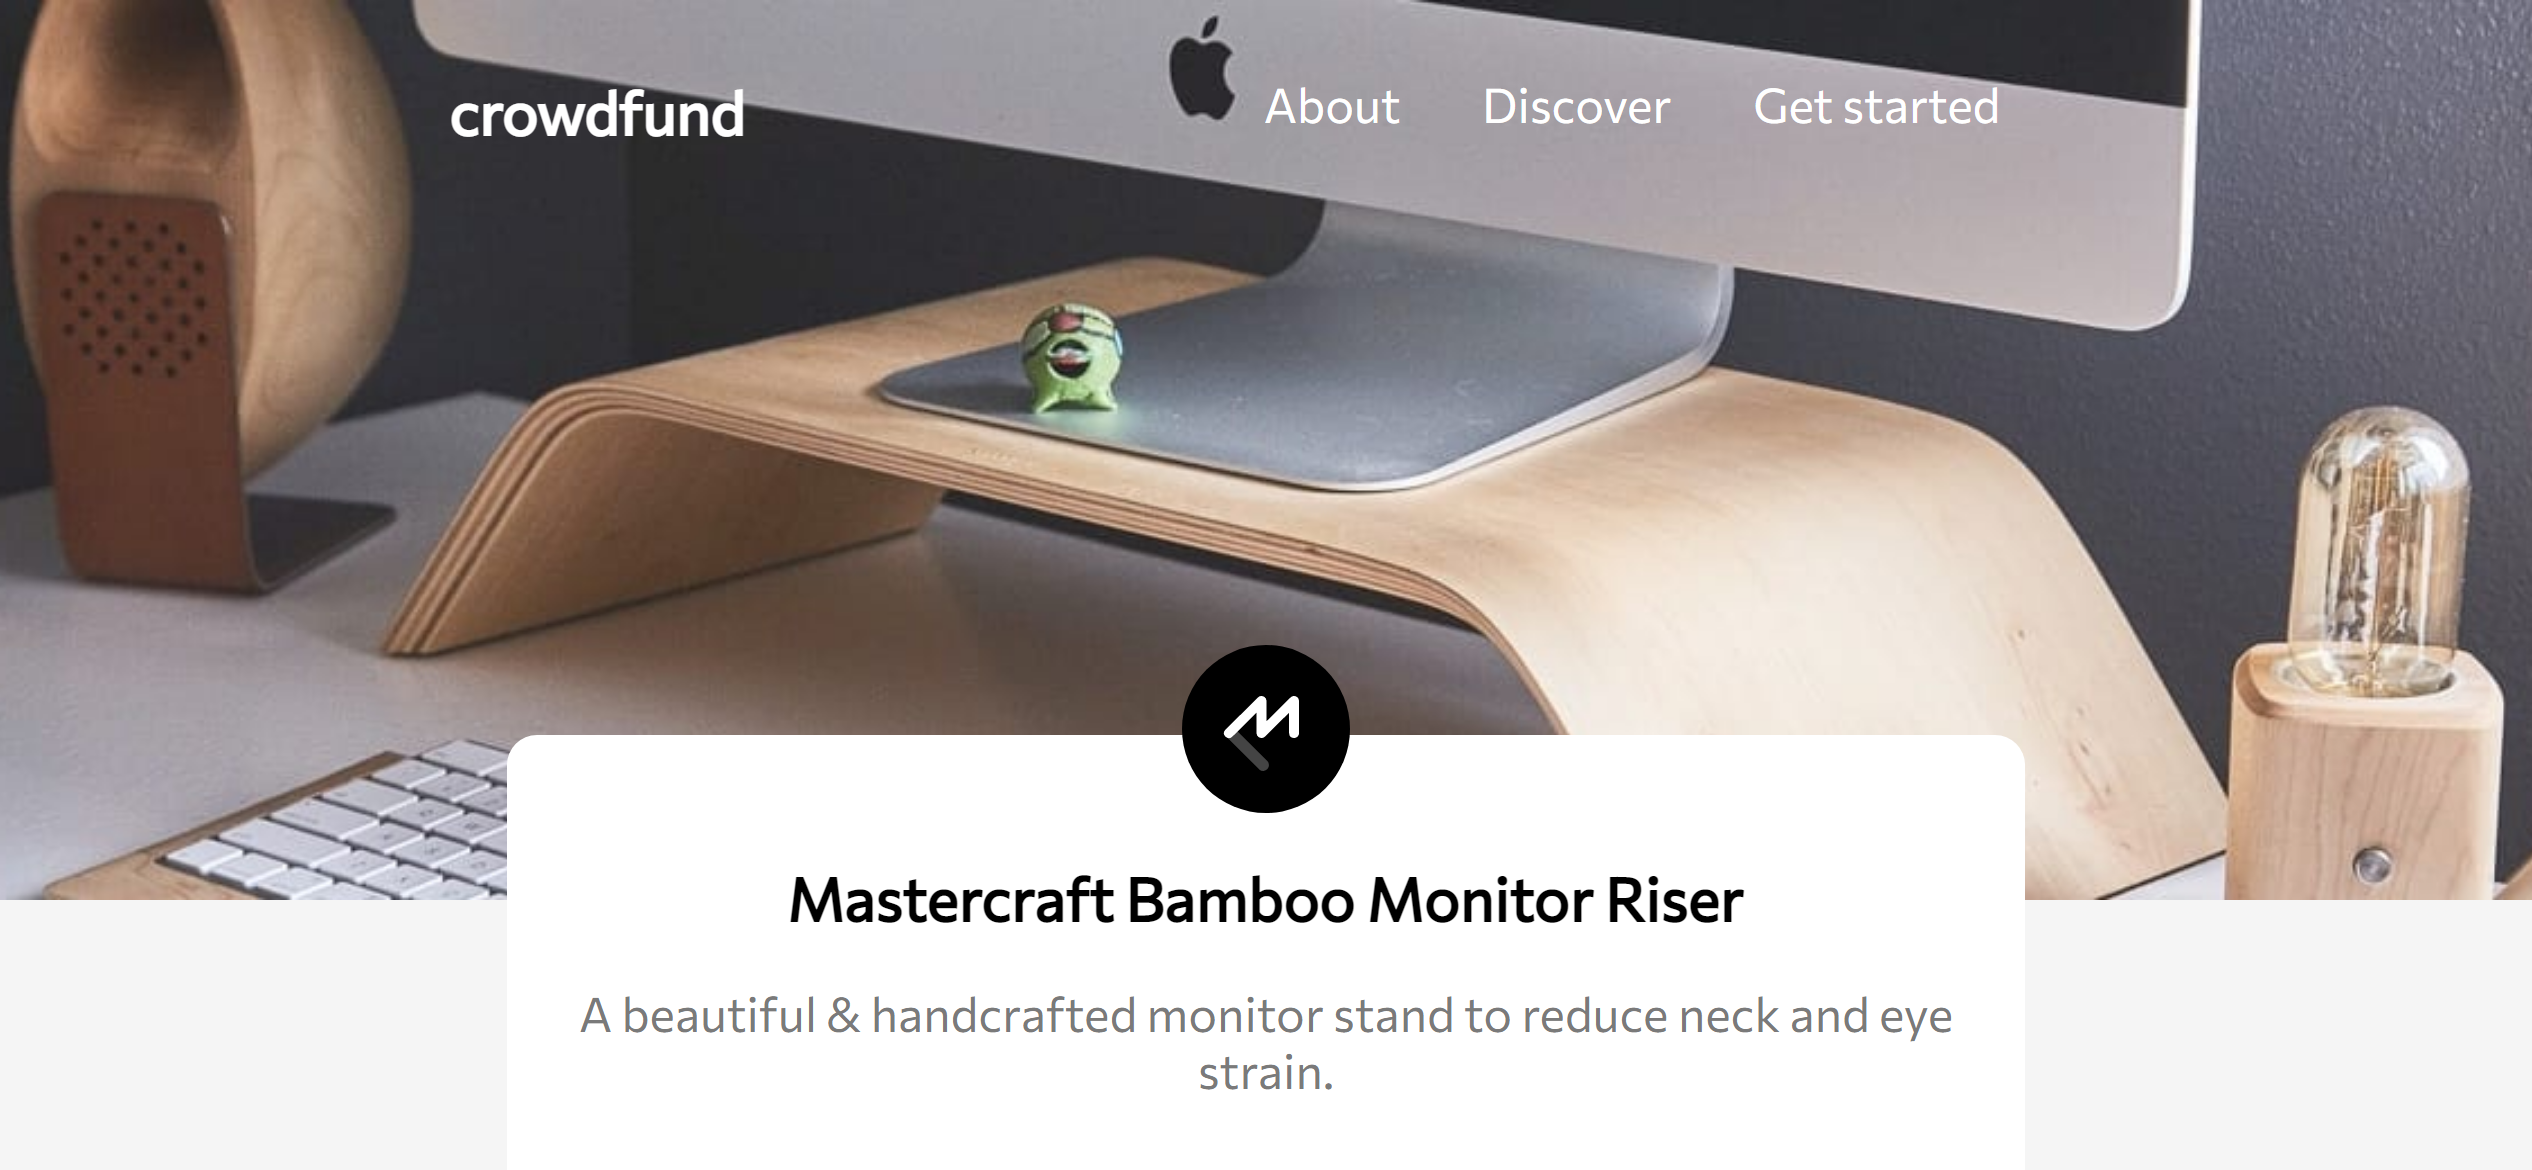 crowdfund
About
Discover
Get started
Mastercraft Bamboo Monitor Riser
A beautiful & handcrafted monitor stand to reduce neck and eye
strain.